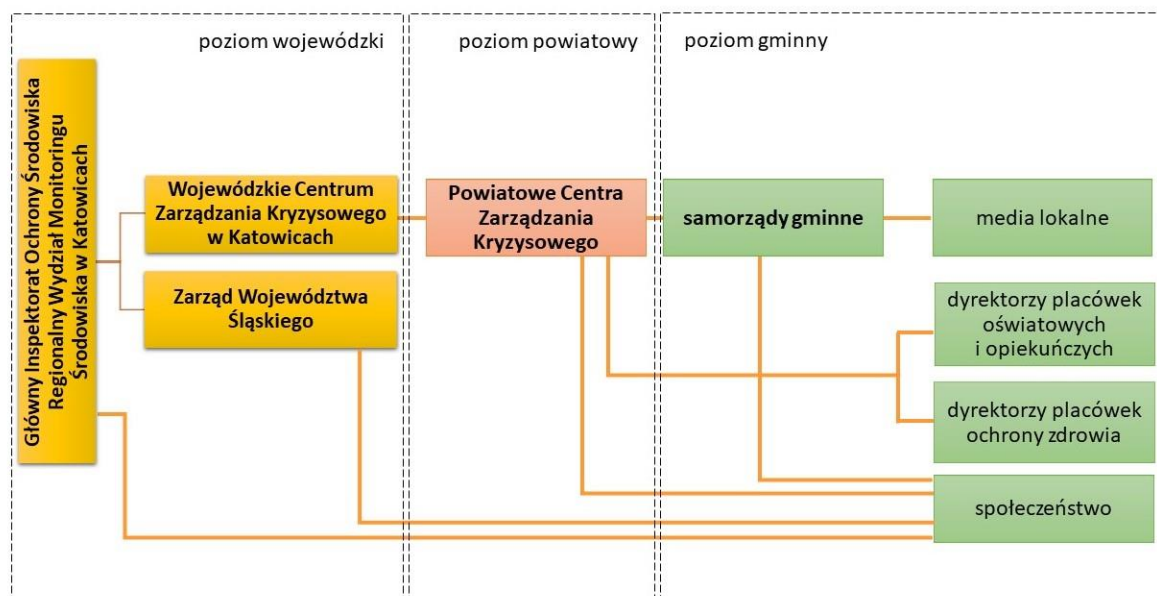 poziom wojewódzki
poziom powiatowy
poziom gminny
Główny Inspektorat Ochrony Środowiska
Regionalny Wydział Monitoringu
Środowiska w Katowicach
Wojewódzkie Centrum
Zarządzania Kryzysowego
w Katowicach
Zarząd Województwa
Śląskiego
Powiatowe Centra
Zarządzania
Kryzysowego
samorządy gminne
media lokalne
dyrektorzy placówek
oświatowych
i opiekuńczych
dyrektorzy placówek
ochrony zdrowia
społeczeństwo